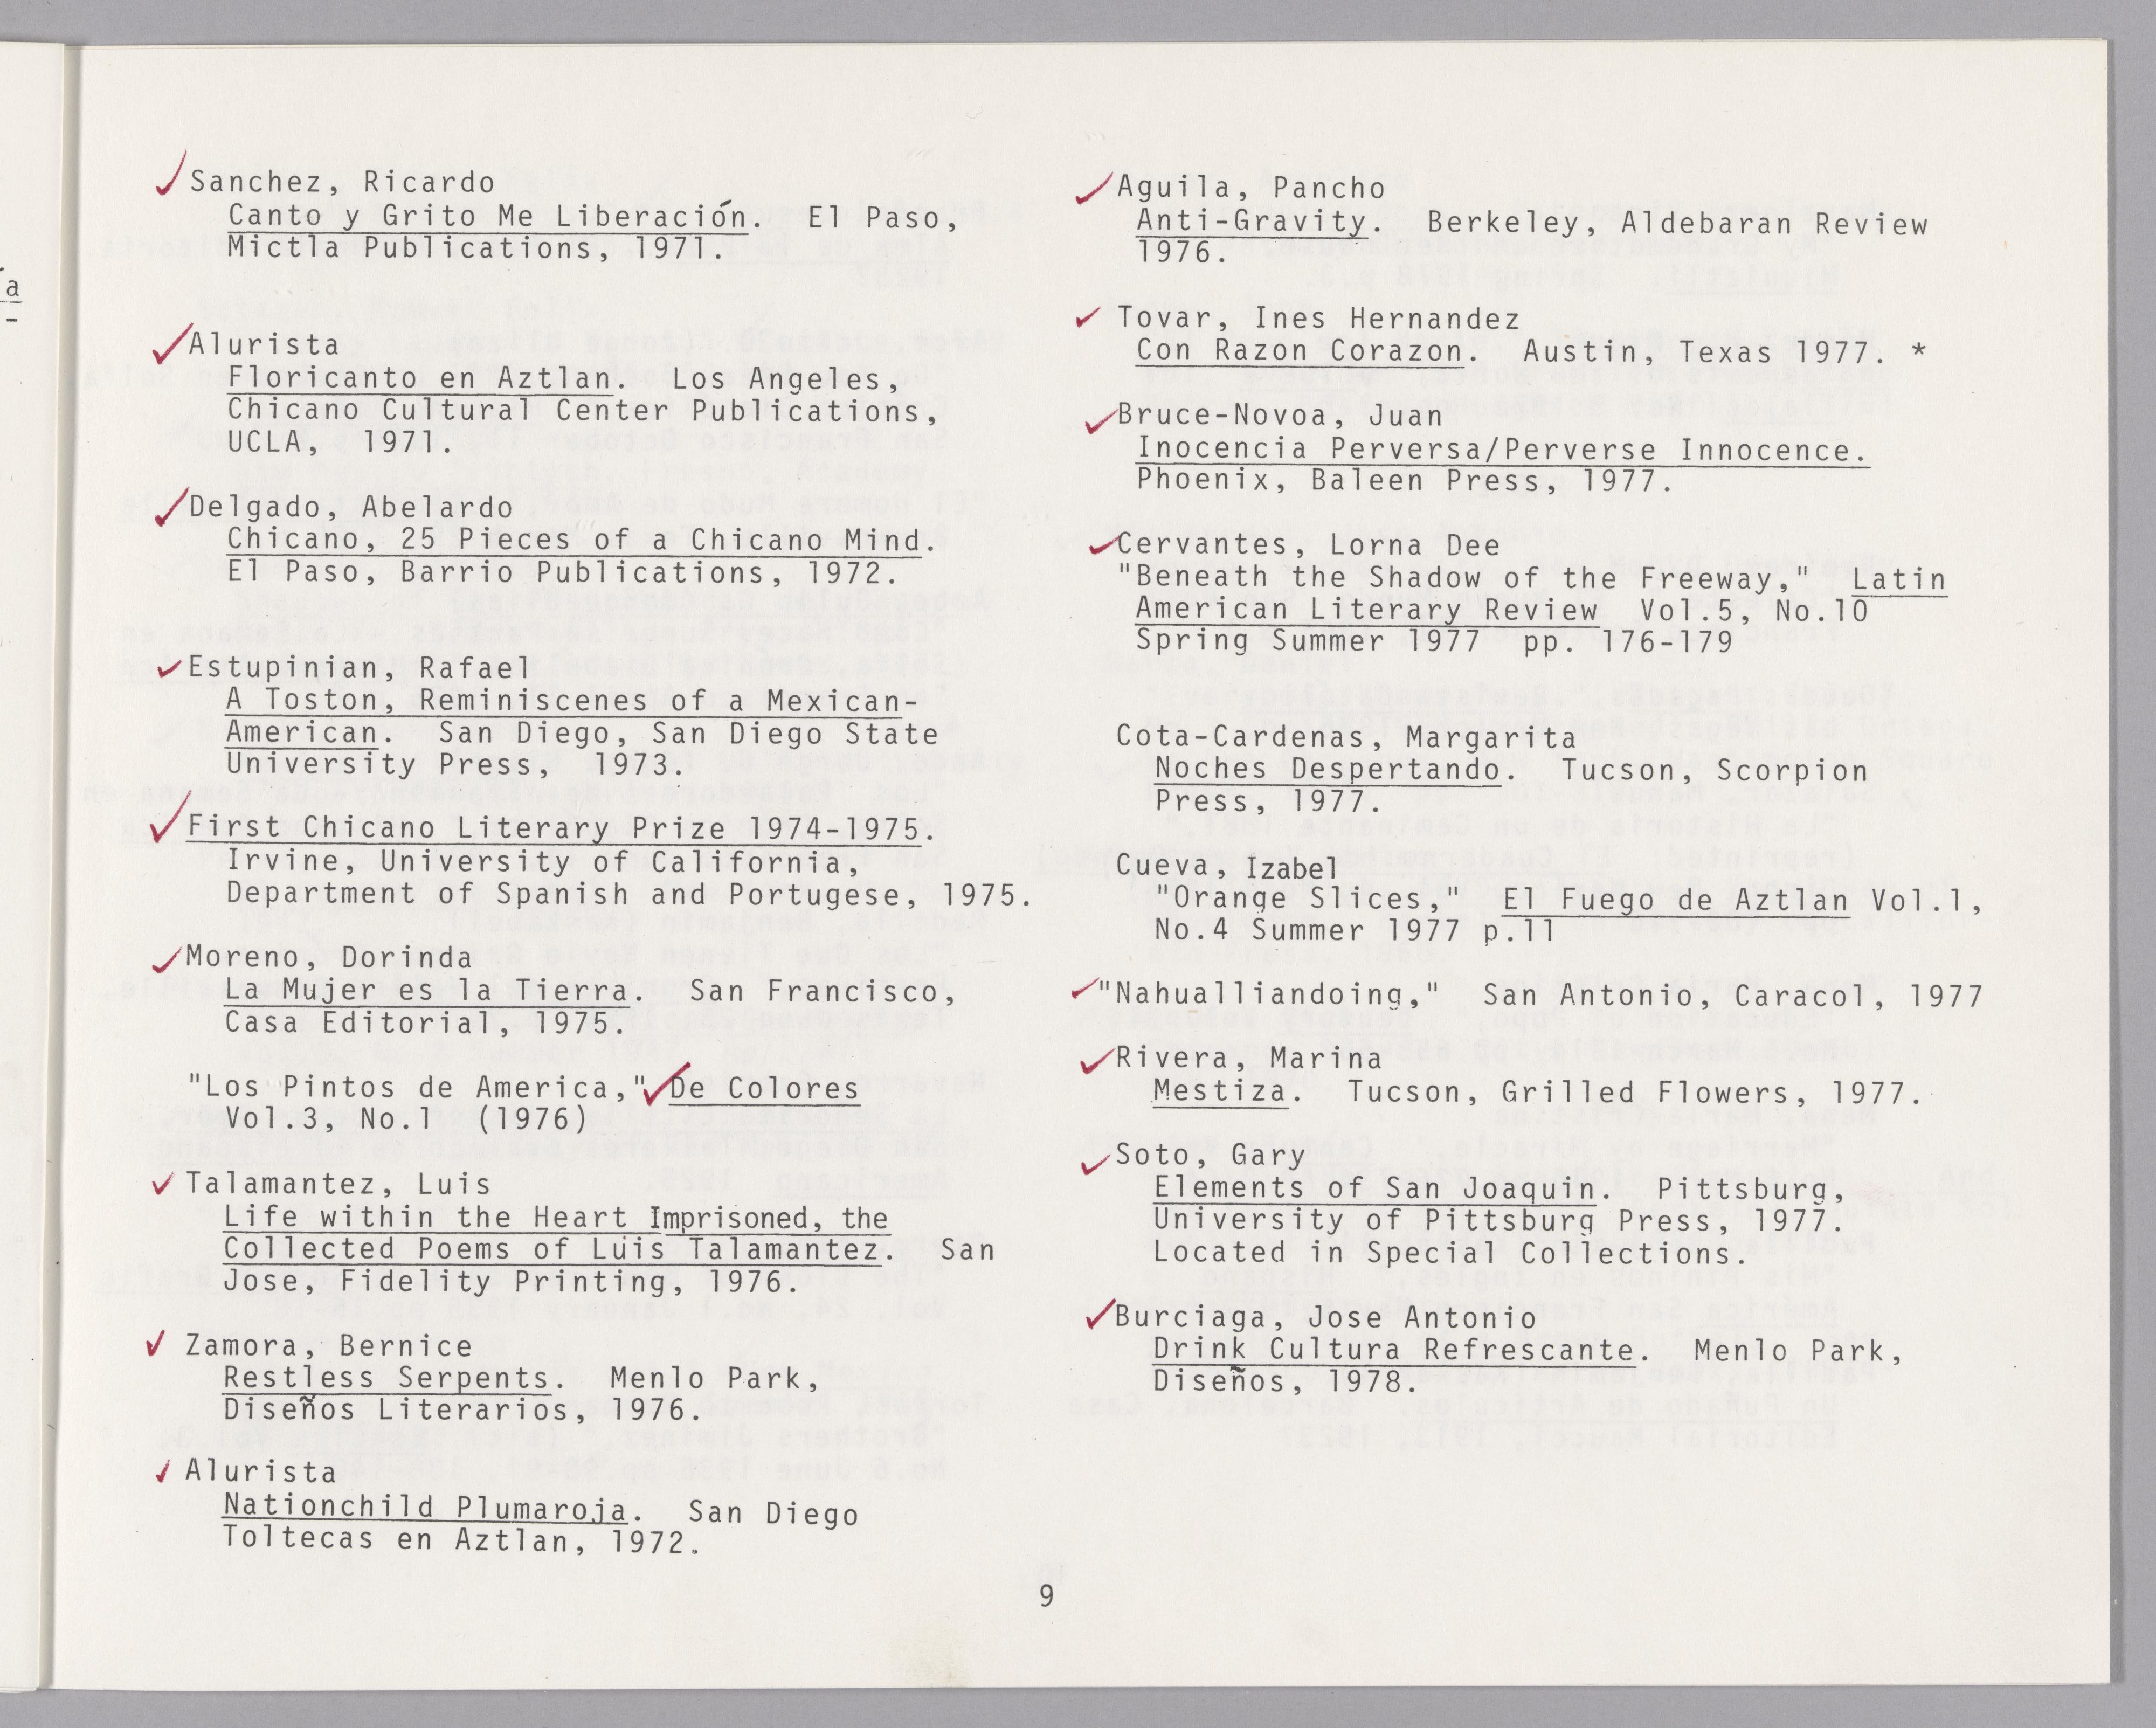 Sanchez, Ricardo
Canto y Grito Me Liberación. El Paso,
Mictla Publications, 1971.
Alurista
Floricanto en Aztlan. Los Angeles,
Chicano Cultural Center Publications,
UCLA, 1971.
Delgado, Abelardo
Chicano, 25 Pieces of a Chicano Mind.
El Paso, Barrio Publications, 1972.
Estupinian, Rafael
A Toston, Reminiscenes of a Mexican-
American. San Diego, San Diego State
University Press, 1973.
First Chicano Literary Prize 1974-1975.
Irvine, University of California,
Department of Spanish and Portugese, 1975.
Moreno, Dorinda
La Mujer es la Tierra. San Francisco,
Casa Editorial, 1975.
"Los Pintos de America," De Colores
Vol.3, No.1 (1976)
Talamantez, Luis
Life within the Heart Imprisoned, the
Collected Poems of Luis Talamantez. San
Jose, Fidelity Printing, 1976.
Zamora, Bernice
Restless Serpents. Menlo Park,
Diseños Literarios, 1976.
Alurista
Nationchild Plumaroja. San Diego
Toltecas en Aztlan, 1972.
Aguila, Pancho
Anti-Gravity. Berkeley, Aldebaran Review
1976.
Tovar, Ines Hernandez
Con Razon Corazon. Austin, Texas 1977. *
Bruce-Novoa, Juan
Inocencia Perversa/Perverse Innocence.
Phoenix, Baleen Press, 1977.
Cervantes, Lorna Dee
"Beneath the Shadow of the Freeway," Latin
American Literary Review Vol.5, No.10
Spring Summer 1977 pp. 176-179
Cota-Cardenas, Margarita
Noches Despertando. Tucson, Scorpion
Press, 1977.
Cueva, Izabel
"Orange Slices," El Fuego de Aztlan Vol.1,
No.4 Summer 1977 p.11
"Nahualliandoing," San Antonio, Caracol, 1977
Rivera, Marina
Mestiza. Tucson, Grilled Flowers, 1977.
Soto, Gary
Elements of San Joaquin. Pittsburg,
University of Pittsburg Press, 1977.
Located in Special Collections.
Burciaga, Jose Antonio
Drink Cultura Refrescante. Menlo Park,
Diseños, 1978.
9